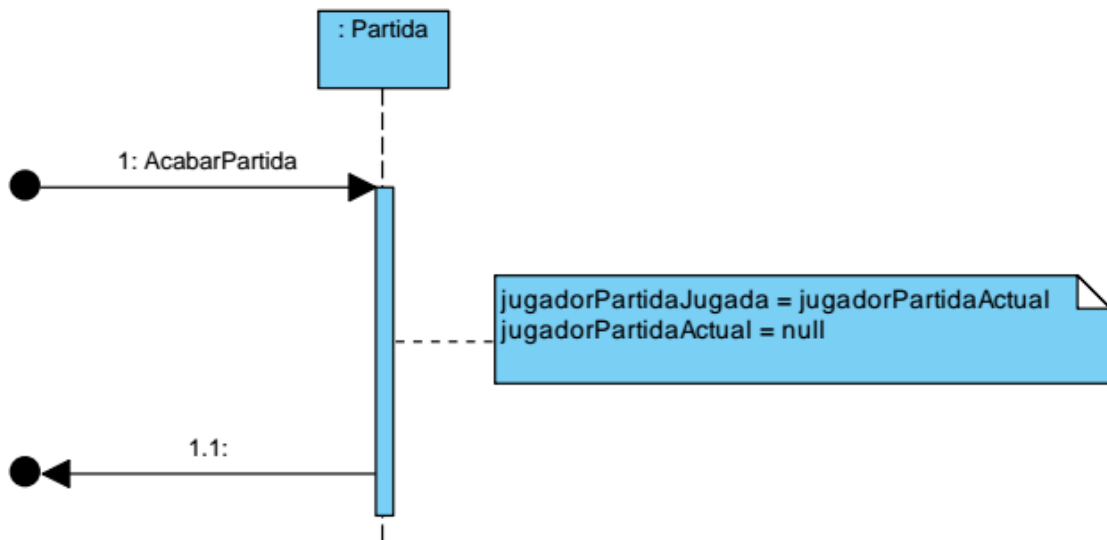 : Partida
1: AcabarPartida
jugadorPartidaJugada = jugadorPartidaActual
jugadorPartidaActual = null
1.1: